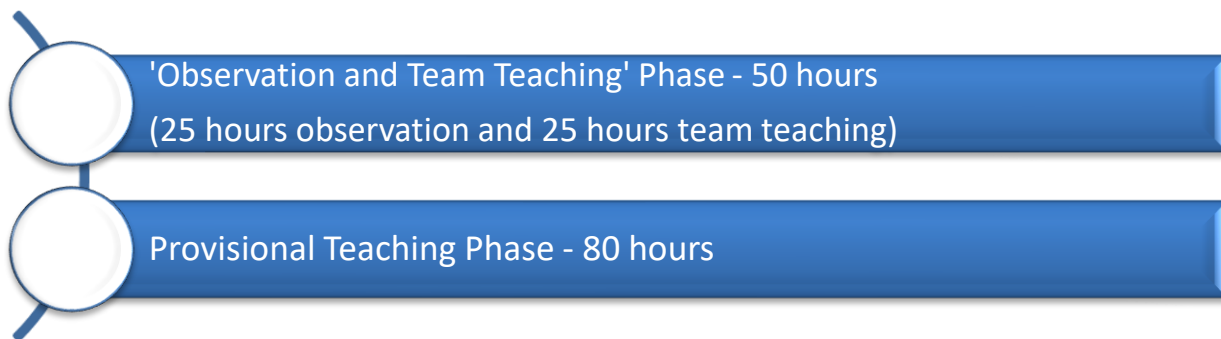 'Observation and Team Teaching' Phase - 50 hours
(25 hours observation and 25 hours team teaching)
Provisional Teaching Phase - 80 hours